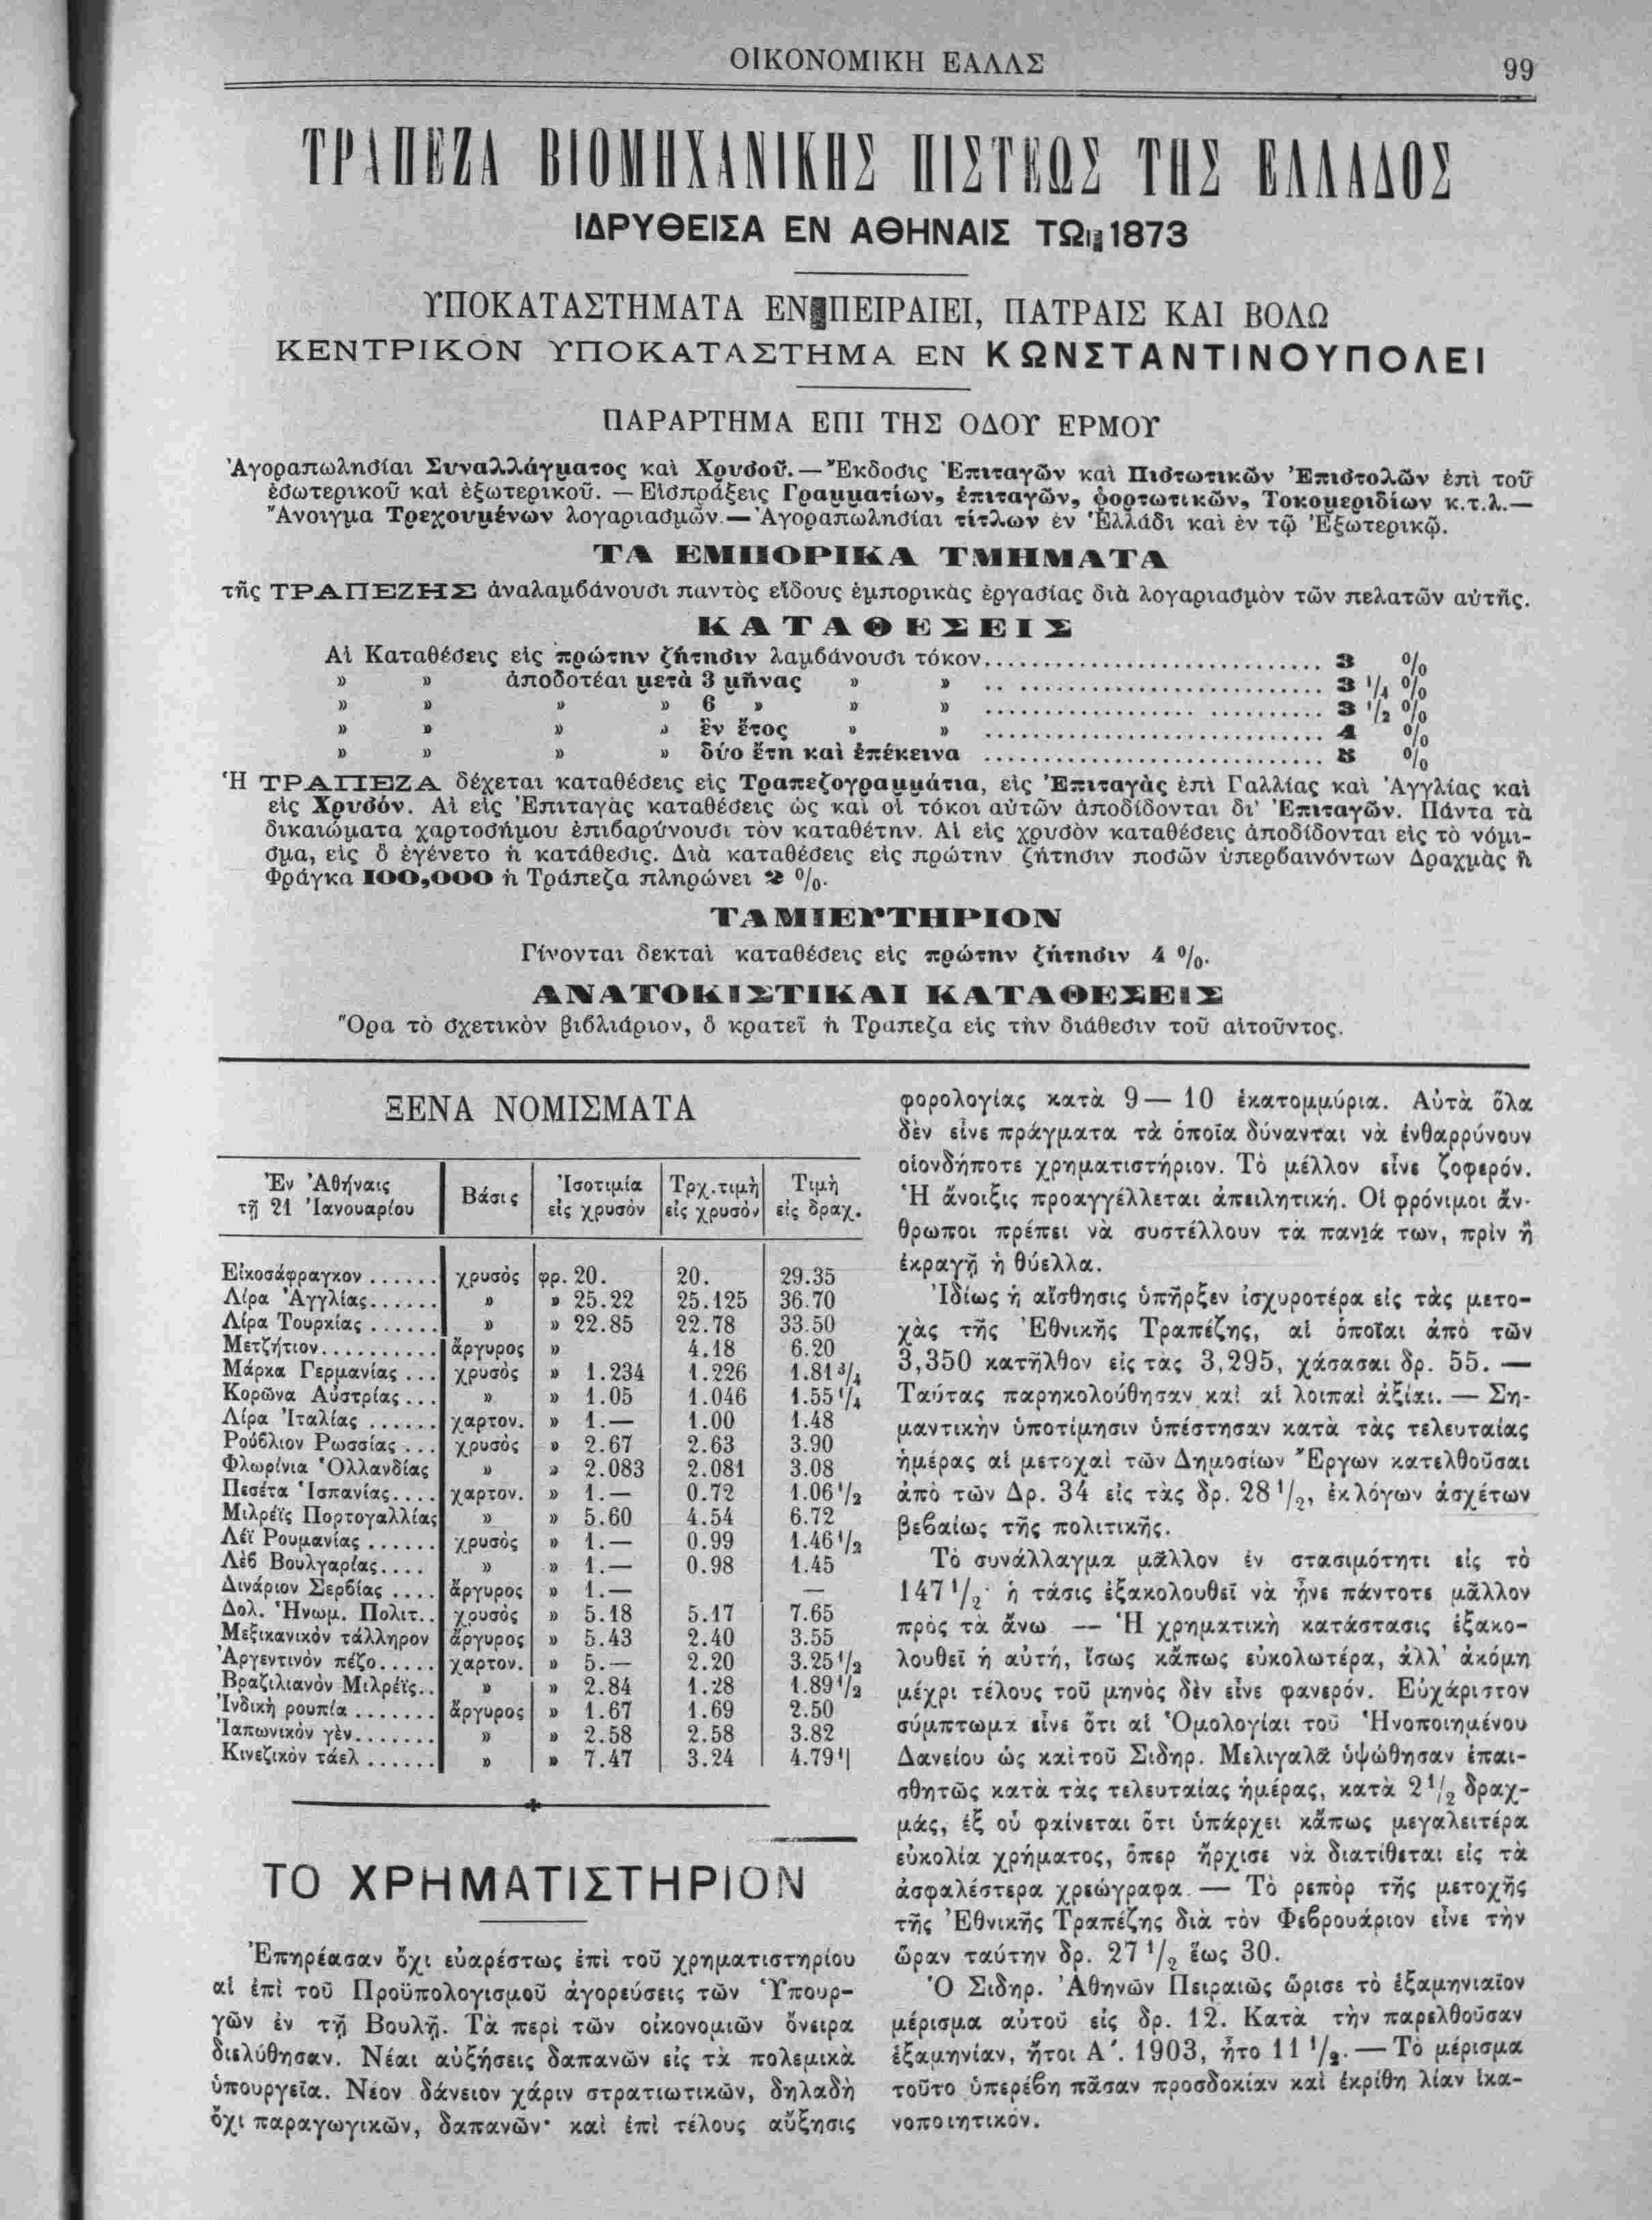 ΟΙΚΟΝΟΜΙΚΗ ΕΛΛΑΣ 99
ΤΡΑΠΕΖΑ ΒΙΟΜΗΧΑΝΙΚΗΣ ΠΙΣΤΕΩΣ ΤΗΣ ΕΛΛΑΔΟΣ
ΙΔΡΥΘΕΙΣΑ ΕΝ ΑΘΗΝΑΙΣ ΤΩι 1873
ΥΠΟΚΑΤΑΣΤΗΜΑΤΑ ΕΝ ΠΕΙΡΑΙΕΙ, ΠΑΤΡΑΙΣ ΚΑΙ ΒΟΛΩ
ΚΕΝΤΡΙΚΟΝ ΥΠΟΚΑΤΑΣΤΗΜΑ ΕΝ ΚΩΝΣΤΑΝΤΙΝΟΥΠΟΛΕΙ
ΠΑΡΑΡΤΗΜΑ ΕΠΙ ΤΗΣ ΟΔΟΥ ΕΡΜΟΥ
Ἀγοραπωλησίαι Συναλλάγματος καὶ Χρυσοῦ.—Ἔκδοσις Ἐπιταγῶν καὶ Πιστωτικῶν Ἐπιστολῶν ἐπὶ τοῦ
ἐσωτερικοῦ καὶ ἐξωτερικοῦ. — Εἰσπράξεις Γραμματίων, ἐπιταγῶν, φορτωτικῶν, Τοκομεριδίων κ.τ.λ.—
Ἄνοιγμα Τρεχουμένων λογαριασμῶν.—Ἀγοραπωλησίαι τίτλων ἐν Ἑλλάδι καὶ ἐν τῷ Ἐξωτερικῷ.
ΤΑ ΕΜΠΟΡΙΚΑ ΤΜΗΜΑΤΑ
τῆς ΤΡΑΠΕΖΗΣ ἀναλαμβάνουσι παντὸς εἴδους ἐμπορικὰς ἐργασίας διὰ λογαριασμὸν τῶν πελατῶν αὐτῆς.
ΚΑΤΑΘΕΣΕΙΣ
Αἱ Καταθέσεις εἰς πρώτην ζήτησιν λαμβάνουσι τόκον.............................. 3 %
» » ἀποδοτέαι μετὰ 3 μῆνας » » .............................. 3 1/4 %
» » » » 6 » » » .............................. 3 1/2 %
» » » » ἓν ἔτος » » .............................. 4 %
» » » » δύο ἔτη καὶ ἐπέκεινα .............................. 5 %
Ἡ ΤΡΑΠΕΖΑ δέχεται καταθέσεις εἰς Τραπεζογραμμάτια, εἰς Ἐπιταγὰς ἐπὶ Γαλλίας καὶ Ἀγγλίας καὶ
εἰς Χρυσόν. Αἱ εἰς Ἐπιταγὰς καταθέσεις ὡς καὶ οἱ τόκοι αὐτῶν ἀποδίδονται δι' Ἐπιταγῶν. Πάντα τὰ
δικαιώματα χαρτοσήμου ἐπιβαρύνουσι τὸν καταθέτην. Αἱ εἰς χρυσὸν καταθέσεις ἀποδίδονται εἰς τὸ νόμι-
σμα, εἰς ὃ ἐγένετο ἡ κατάθεσις. Διὰ καταθέσεις εἰς πρώτην ζήτησιν ποσῶν ὑπερβαινόντων Δραχμὰς ἢ
Φράγκα 100,000 ἡ Τράπεζα πληρώνει 2 %.
ΤΑΜΙΕΥΤΗΡΙΟΝ
Γίνονται δεκταὶ καταθέσεις εἰς πρώτην ζήτησιν 4 %.
ΑΝΑΤΟΚΙΣΤΙΚΑΙ ΚΑΤΑΘΕΣΕΙΣ
Ὅρα τὸ σχετικὸν βιβλιάριον, ὃ κρατεῖ ἡ Τραπεζα εἰς τὴν διάθεσιν τοῦ αἰτοῦντος.
ΞΕΝΑ ΝΟΜΙΣΜΑΤΑ
Ἐν Ἀθήναις τῇ 21 Ἰανουαρίου | Βάσις | Ἰσοτιμία εἰς χρυσὸν | Τρχ.τιμὴ εἰς χρυσὸν | Τιμὴ εἰς δραχ.
Εἰκοσάφραγκον ...... χρυσὸς φρ. 20. 20. 29.35
Λίρα Ἀγγλίας...... » » 25.22 25.125 36.70
Λίρα Τουρκίας ...... » » 22.85 22.78 33.50
Μετζήτιον.......... ἄργυρος » 4.18 6.20
Μάρκα Γερμανίας ... χρυσὸς » 1.234 1.226 1.81 3/4
Κορῶνα Αὐστρίας... » » 1.05 1.046 1.55 1/4
Λίρα Ἰταλίας ...... χαρτον. » 1.— 1.00 1.48
Ρούβλιον Ρωσσίας ... χρυσὸς » 2.67 2.63 3.90
Φλωρίνια Ὁλλανδίας » » 2.083 2.081 3.08
Πεσέτα Ἱσπανίας.... χαρτον. » 1.— 0.72 1.06 1/2
Μιλρέϊς Πορτογαλλίας » » 5.60 4.54 6.72
Λέϊ Ρουμανίας ...... χρυσὸς » 1.— 0.99 1.46 1/2
Λὲβ Βουλγαρίας.... » » 1.— 0.98 1.45
Δινάριον Σερβίας .... ἄργυρος » 1.— —
Δολ. Ἡνωμ. Πολιτ.. χρυσὸς » 5.18 5.17 7.65
Μεξικανικὸν τάλληρον ἄργυρος » 5.43 2.40 3.55
Ἀργεντινὸν πέζο..... χαρτον. » 5.— 2.20 3.25 1/2
Βραζιλιανὸν Μιλρέϊς.. » » 2.84 1.28 1.89 1/2
Ἰνδικὴ ρουπία ....... ἄργυρος » 1.67 1.69 2.50
Ἰαπωνικὸν γὲν....... » » 2.58 2.58 3.82
Κινεζικὸν τάελ ...... » » 7.47 3.24 4.79
ΤΟ ΧΡΗΜΑΤΙΣΤΗΡΙΟΝ
Ἐπηρέασαν ὄχι εὐαρέστως ἐπὶ τοῦ χρηματιστηρίου
αἱ ἐπὶ τοῦ Προϋπολογισμοῦ ἀγορεύσεις τῶν Ὑπουρ-
γῶν ἐν τῇ Βουλῇ. Τὰ περὶ τῶν οἰκονομιῶν ὄνειρα
διελύθησαν. Νέαι αὐξήσεις δαπανῶν εἰς τὰ πολεμικὰ
ὑπουργεῖα. Νέον δάνειον χάριν στρατιωτικῶν, δηλαδὴ
ὄχι παραγωγικῶν, δαπανῶν· καὶ ἐπὶ τέλους αὔξησις
φορολογίας κατὰ 9— 10 ἑκατομμύρια. Αὐτὰ ὅλα
δὲν εἶνε πράγματα τὰ ὁποῖα δύνανται νὰ ἐνθαρρύνουν
οἱονδήποτε χρηματιστήριον. Τὸ μέλλον εἶνε ζοφερόν.
Ἡ ἄνοιξις προαγγέλλεται ἀπειλητική. Οἱ φρόνιμοι ἄν-
θρωποι πρέπει νὰ συστέλλουν τὰ πανιά των, πρὶν ἢ
ἐκραγῇ ἡ θύελλα.
Ἰδίως ἡ αἴσθησις ὑπῆρξεν ἰσχυροτέρα εἰς τὰς μετο-
χὰς τῆς Ἐθνικῆς Τραπέζης, αἱ ὁποῖαι ἀπὸ τῶν
3,350 κατῆλθον εἰς τὰς 3,295, χάσασαι δρ. 55. —
Ταύτας παρηκολούθησαν καὶ αἱ λοιπαὶ ἀξίαι. — Ση-
μαντικὴν ὑποτίμησιν ὑπέστησαν κατὰ τὰς τελευταίας
ἡμέρας αἱ μετοχαὶ τῶν Δημοσίων Ἔργων κατελθοῦσαι
ἀπὸ τῶν Δρ. 34 εἰς τὰς δρ. 28 1/2, ἐκ λόγων ἀσχέτων
βεβαίως τῆς πολιτικῆς.
Τὸ συνάλλαγμα μᾶλλον ἐν στασιμότητι εἰς τὸ
147 1/2· ἡ τάσις ἐξακολουθεῖ νὰ ᾖνε πάντοτε μᾶλλον
πρὸς τὰ ἄνω — Ἡ χρηματικὴ κατάστασις ἐξακο-
λουθεῖ ἡ αὐτή, ἴσως κἄπως εὐκολωτέρα, ἀλλ' ἀκόμη
μέχρι τέλους τοῦ μηνὸς δὲν εἶνε φανερόν. Εὐχάριστον
σύμπτωμα εἶνε ὅτι αἱ Ὁμολογίαι τοῦ Ἡνοποιημένου
Δανείου ὡς καὶ τοῦ Σιδηρ. Μελιγαλᾶ ὑψώθησαν ἐπαι-
σθητῶς κατὰ τὰς τελευταίας ἡμέρας, κατὰ 2 1/2 δραχ-
μάς, ἐξ οὗ φαίνεται ὅτι ὑπάρχει κἄπως μεγαλειτέρα
εὐκολία χρήματος, ὅπερ ἤρχισε νὰ διατίθεται εἰς τὰ
ἀσφαλέστερα χρεώγραφα. — Τὸ ρεπὸρ τῆς μετοχῆς
τῆς Ἐθνικῆς Τραπέζης διὰ τὸν Φεβρουάριον εἶνε τὴν
ὥραν ταύτην δρ. 27 1/2 ἕως 30.
Ὁ Σιδηρ. Ἀθηνῶν Πειραιῶς ὥρισε τὸ ἑξαμηνιαῖον
μέρισμα αὐτοῦ εἰς δρ. 12. Κατὰ τὴν παρελθοῦσαν
ἑξαμηνίαν, ἤτοι Α΄. 1903, ἦτο 11 1/2.—Τὸ μέρισμα
τοῦτο ὑπερέβη πᾶσαν προσδοκίαν καὶ ἐκρίθη λίαν ἱκα-
νοποιητικόν.